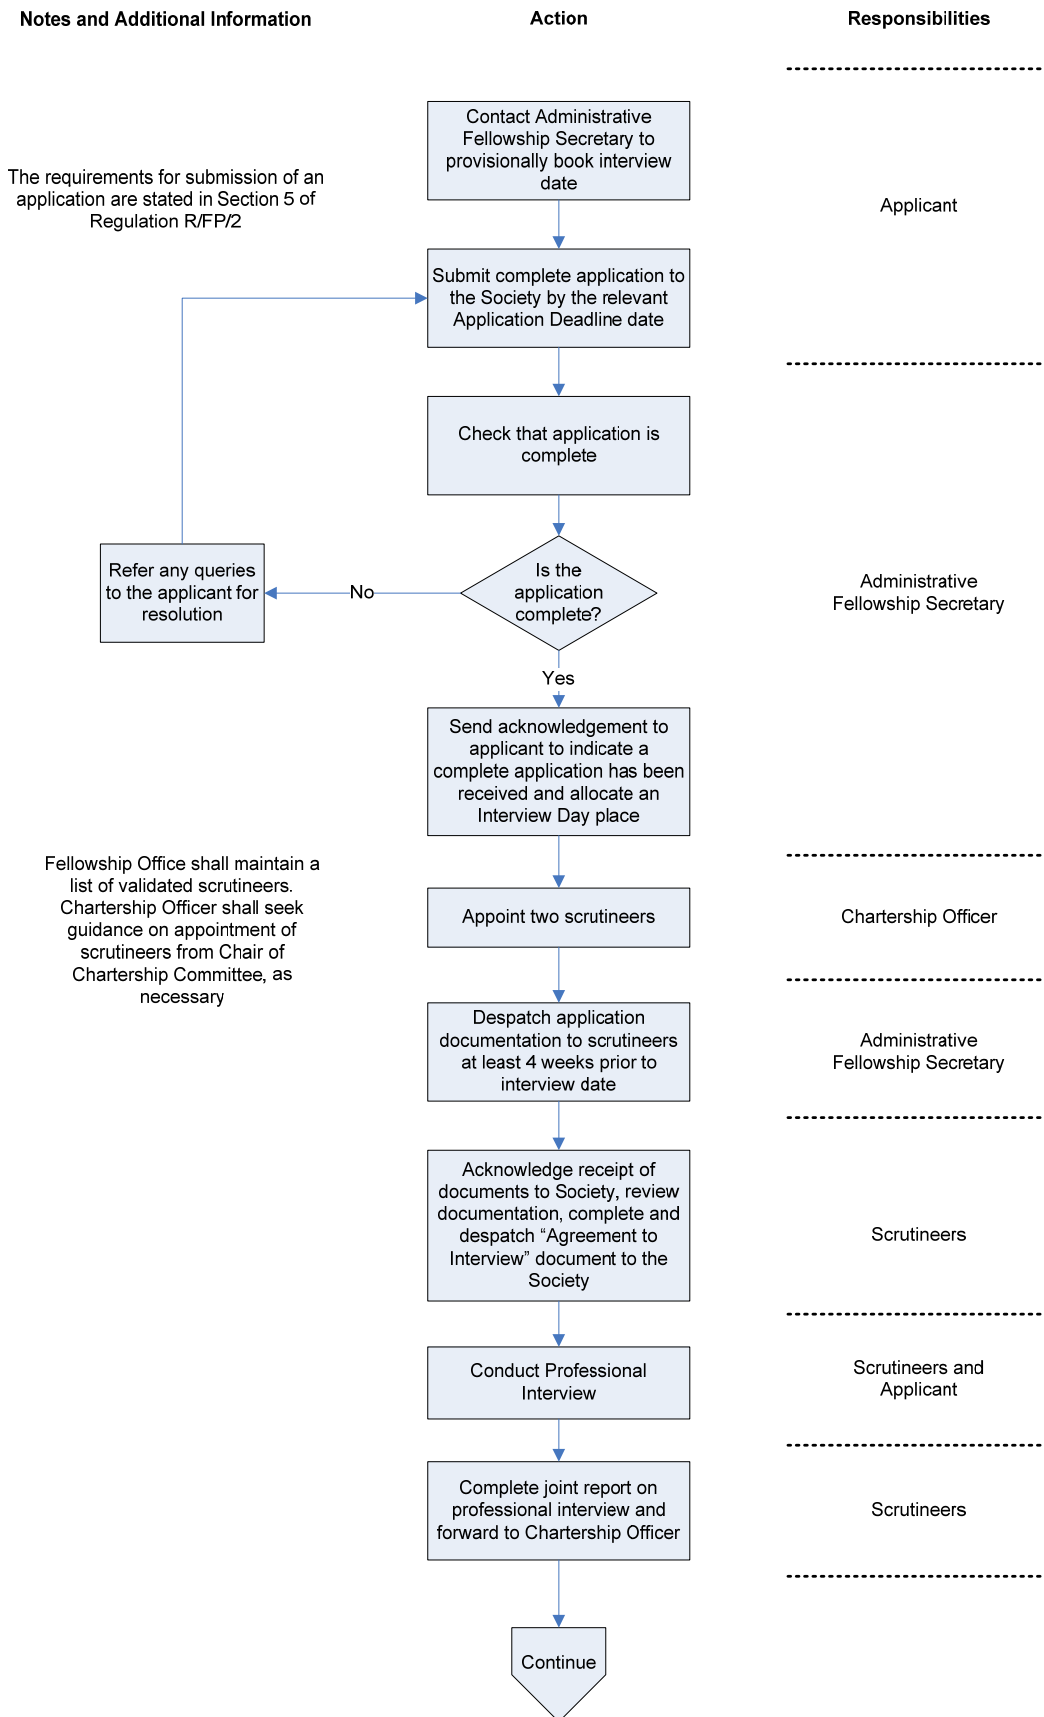 Notes and Additional Information
Action
Responsibilities
Contact Administrative
Fellowship Secretary to
provisionally book interview
date
The requirements for submission of an
application are stated in Section 5 of
Regulation R/FP/2
Applicant
Submit complete application to
the Society by the relevant
Application Deadline date
Check that application is
complete
Is the
application
complete?
No
Refer any queries
to the applicant for
resolution
Administrative
Fellowship Secretary
Yes
Send acknowledgement to
applicant to indicate a
complete application has been
received and allocate an
Interview Day place
Fellowship Office shall maintain a
list of validated scrutineers.
Chartership Officer shall seek
guidance on appointment of
scrutineers from Chair of
Chartership Committee, as
necessary
Appoint two scrutineers
Chartership Officer
Despatch application
documentation to scrutineers
at least 4 weeks prior to
interview date
Administrative
Fellowship Secretary
Acknowledge receipt of
documents to Society, review
documentation, complete and
despatch “Agreement to
Interview” document to the
Society
Scrutineers
Conduct Professional
Interview
Scrutineers and
Applicant
Complete joint report on
professional interview and
forward to Chartership Officer
Scrutineers
Continue